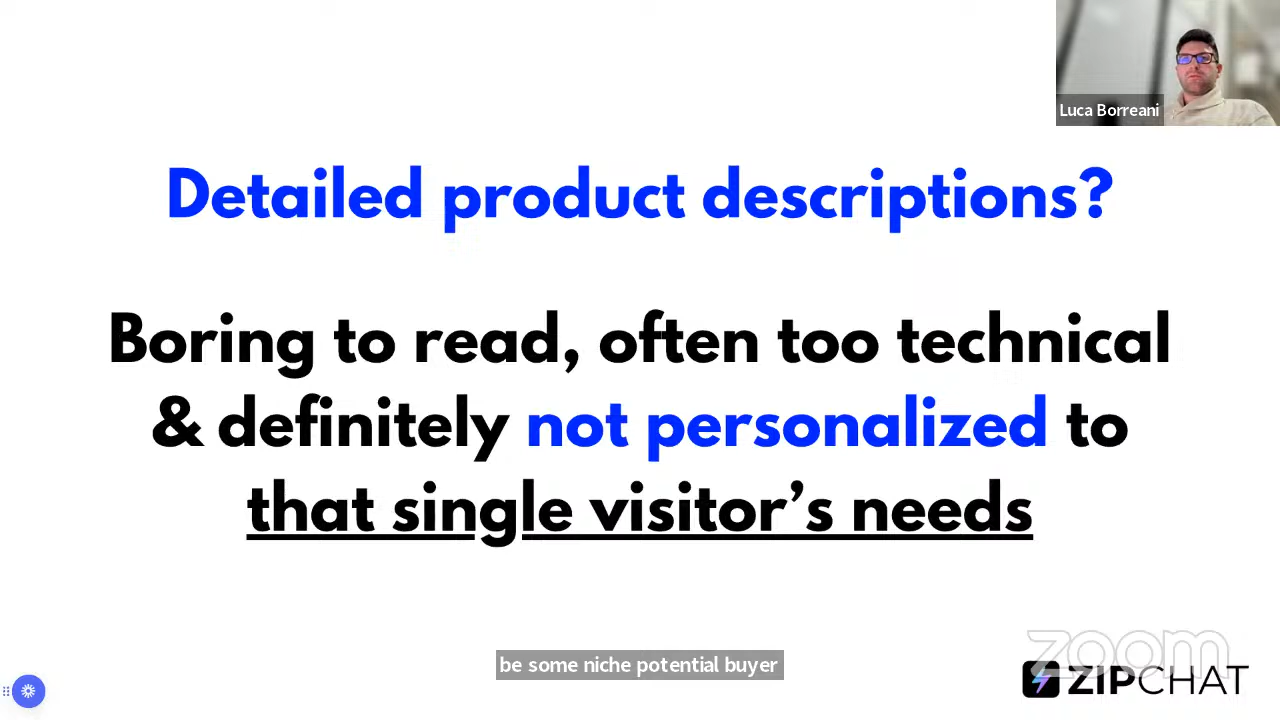 Luca Borreani
Detailed product descriptions?
Boring to read, often too technical
& definitely not personalized to
that single visitor’s needs
be some niche potential buyer
zoom
ZIPCHAT